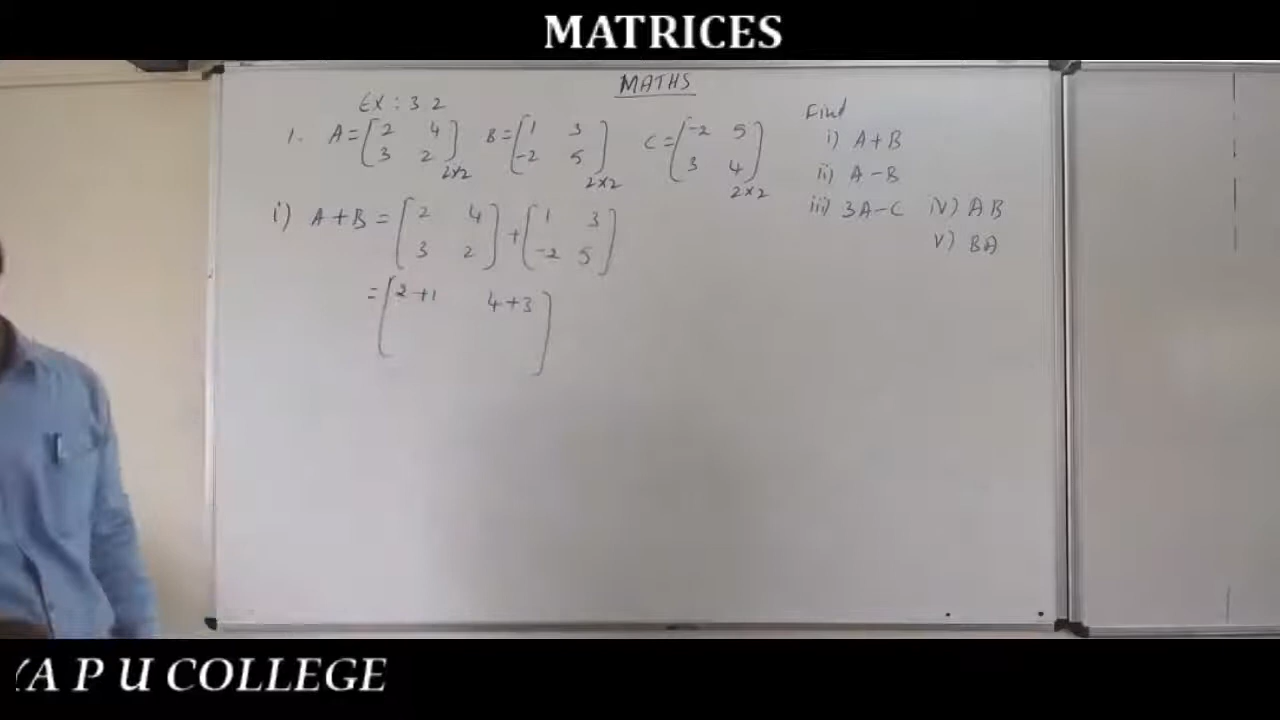 MATRICES
MATHS
EX : 3 2
1. A = [2 4 B = [1 3 C = [-2 5
3 2]2×2 -2 5]2×2 3 4]2×2
Find
i) A+B
ii) A-B
iii) 3A-C iv) AB
v) BA
i) A+B = [2 4 + [1 3
3 2] -2 5]
= [2+1 4+3]
YA P U COLLEGE